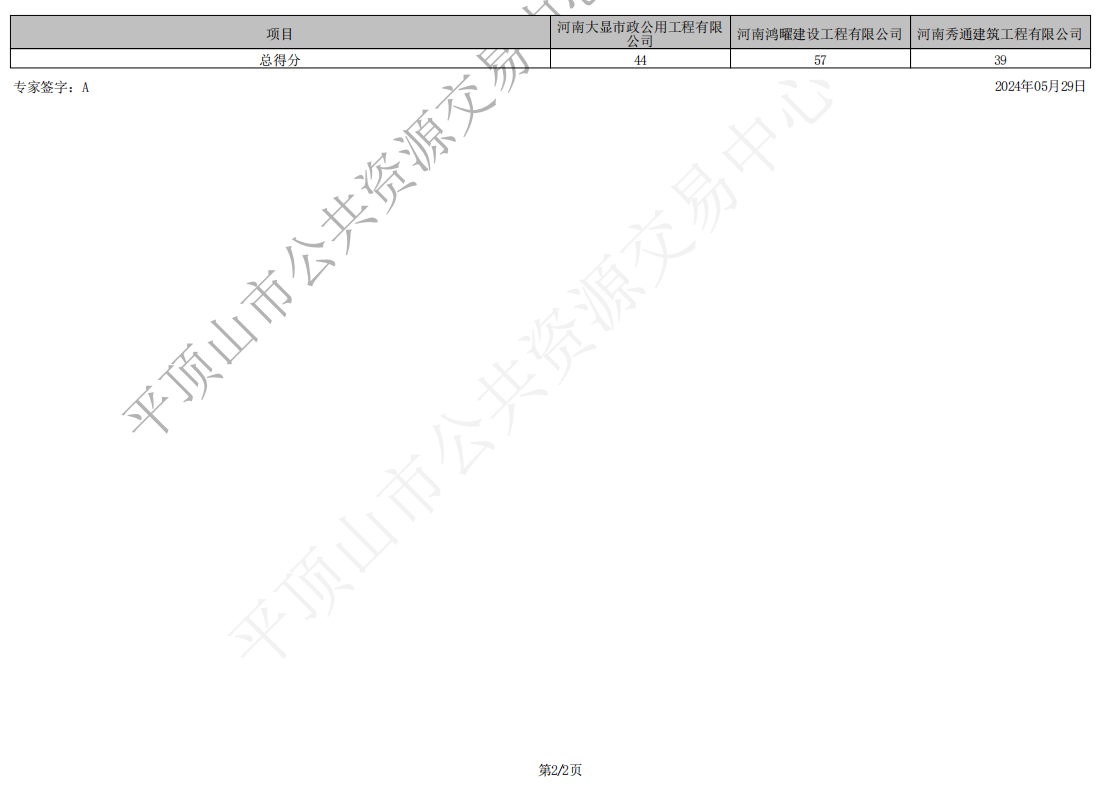 项目
河南大显市政公用工程有限
公司
河南鸿曜建设工程有限公司
河南秀通建筑工程有限公司
总得分
44
57
39
专家签字：A
2024年05月29日
平顶山市公共资源交易中心
平顶山市公共资源交易中心
第2/2页